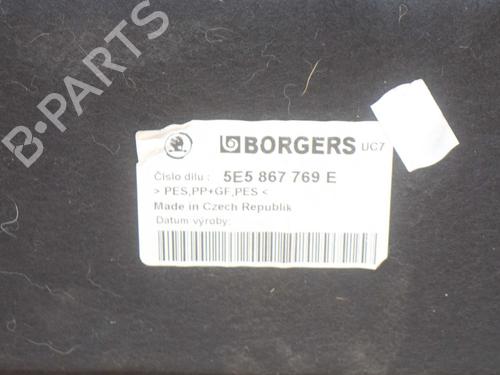 B-PARTS
BORGERS UC7
Číslo dílu : 5E5 867 769 E
> PES,PP+GF,PES <
Made in Czech Republik
Datum výroby: